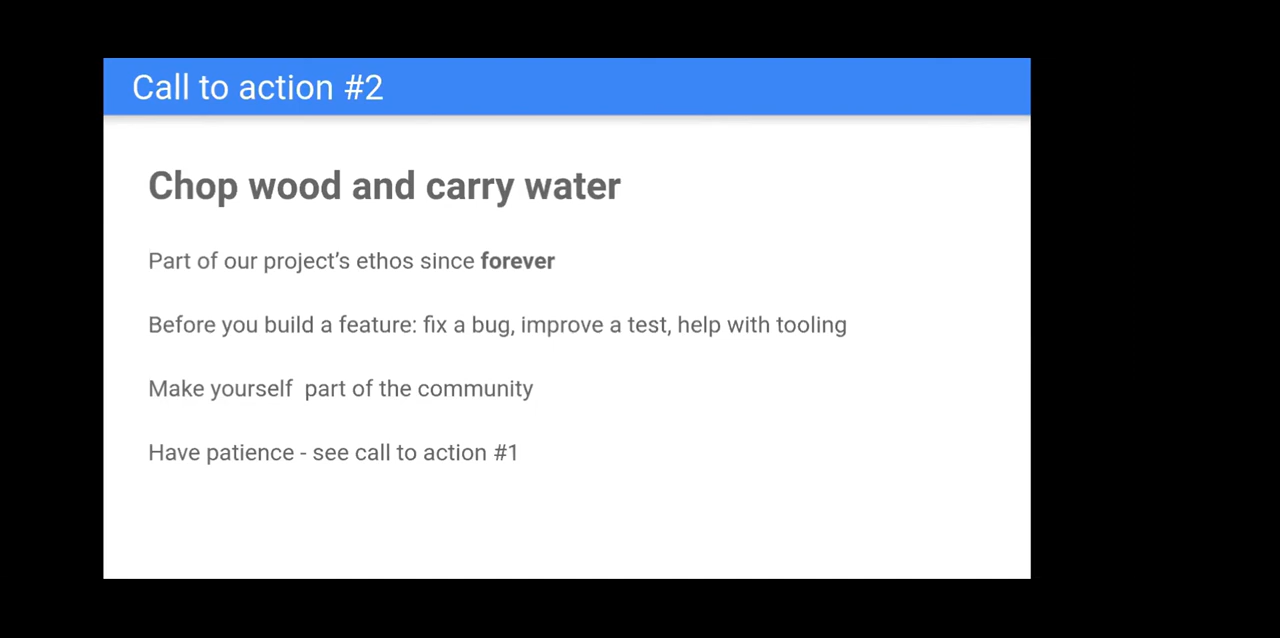 Call to action #2
Chop wood and carry water
Part of our project’s ethos since forever
Before you build a feature: fix a bug, improve a test, help with tooling
Make yourself  part of the community
Have patience - see call to action #1